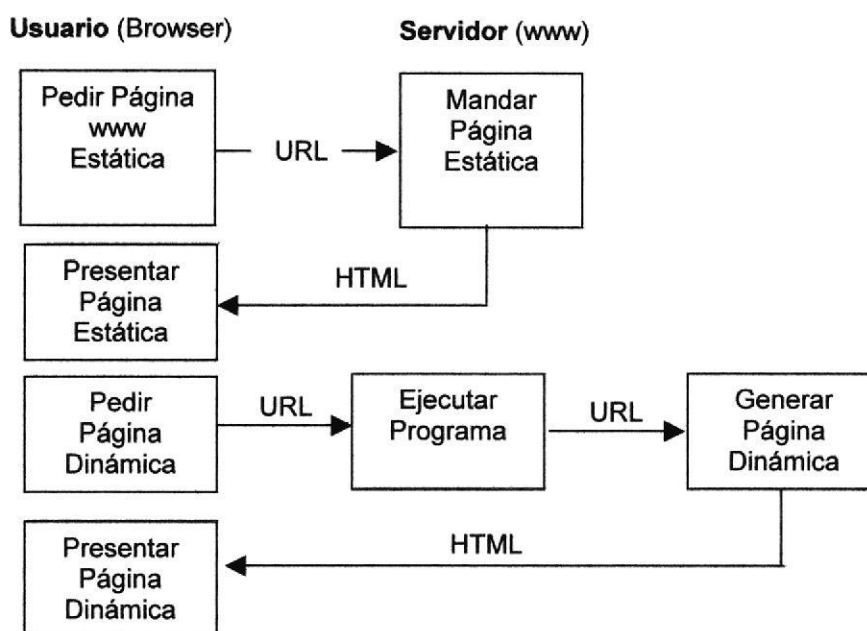 Usuario (Browser)
Servidor (www)
Pedir Página
www
Estática
URL
Mandar
Página
Estática
HTML
Presentar
Página
Estática
Pedir
Página
Dinámica
URL
Ejecutar
Programa
URL
Generar
Página
Dinámica
HTML
Presentar
Página
Dinámica